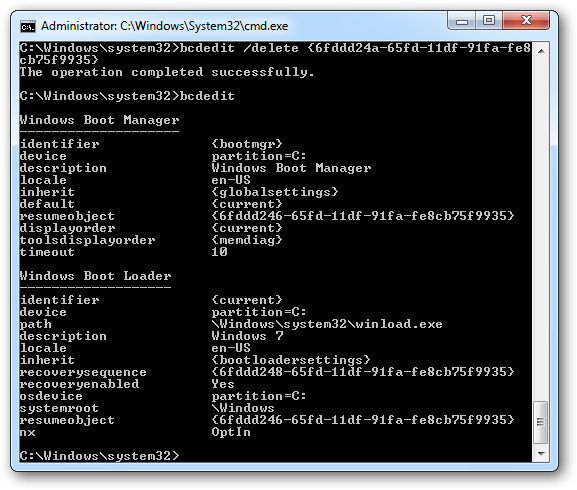 Administrator: C:\Windows\System32\cmd.exe
C:\Windows\system32>bcdedit /delete {6fddd24a-65fd-11df-91fa-fe8
cb75f9935}
The operation completed successfully.
C:\Windows\system32>bcdedit
Windows Boot Manager
--------------------
identifier              {bootmgr}
device                  partition=C:
description             Windows Boot Manager
locale                  en-US
inherit                 {globalsettings}
default                 {current}
resumeobject            {6fddd246-65fd-11df-91fa-fe8cb75f9935}
displayorder            {current}
toolsdisplayorder       {memdiag}
timeout                 10
Windows Boot Loader
-------------------
identifier              {current}
device                  partition=C:
path                    \Windows\system32\winload.exe
description             Windows 7
locale                  en-US
inherit                 {bootloadersettings}
recoverysequence        {6fddd248-65fd-11df-91fa-fe8cb75f9935}
recoveryenabled         Yes
osdevice                partition=C:
systemroot              \Windows
resumeobject            {6fddd246-65fd-11df-91fa-fe8cb75f9935}
nx                      OptIn
C:\Windows\system32>